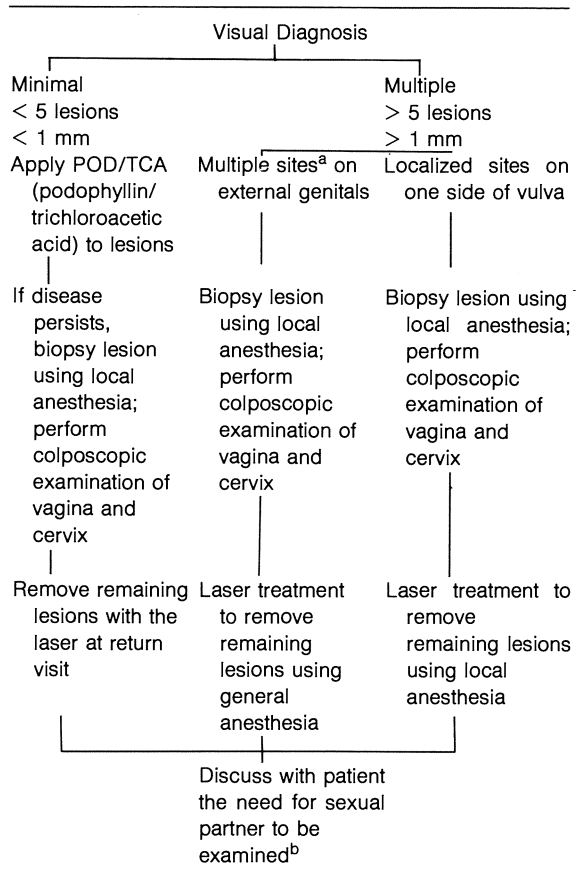 Visual Diagnosis
Minimal
< 5 lesions
< 1 mm
Multiple
> 5 lesions
> 1 mm
Apply POD/TCA
(podophyllin/
trichloroacetic
acid) to lesions
Multiple sitesᵃ on
external genitals
Localized sites on
one side of vulva
If disease
persists,
biopsy lesion
using local
anesthesia;
perform
colposcopic
examination of
vagina and
cervix
Biopsy lesion
using local
anesthesia;
perform
colposcopic
examination of
vagina and
cervix
Biopsy lesion using
local anesthesia;
perform
colposcopic
examination of
vagina and
cervix
Remove remaining
lesions with the
laser at return
visit
Laser treatment
to remove
remaining
lesions using
general
anesthesia
Laser treatment to
remove
remaining lesions
using local
anesthesia
Discuss with patient
the need for sexual
partner to be
examinedᵇ